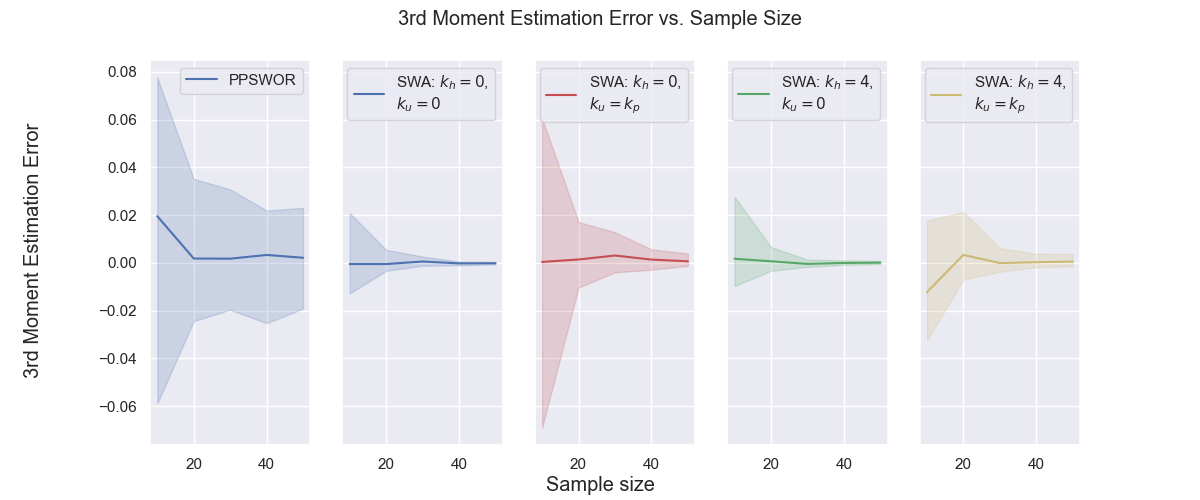 3rd Moment Estimation Error vs. Sample Size
3rd Moment Estimation Error
0.08
0.06
0.04
0.02
0.00
−0.02
−0.04
−0.06
PPSWOR
20 40
SWA: $k_h = 0$,
$k_u = 0$
20 40
SWA: $k_h = 0$,
$k_u = k_p$
20 40
SWA: $k_h = 4$,
$k_u = 0$
20 40
SWA: $k_h = 4$,
$k_u = k_p$
20 40
Sample size